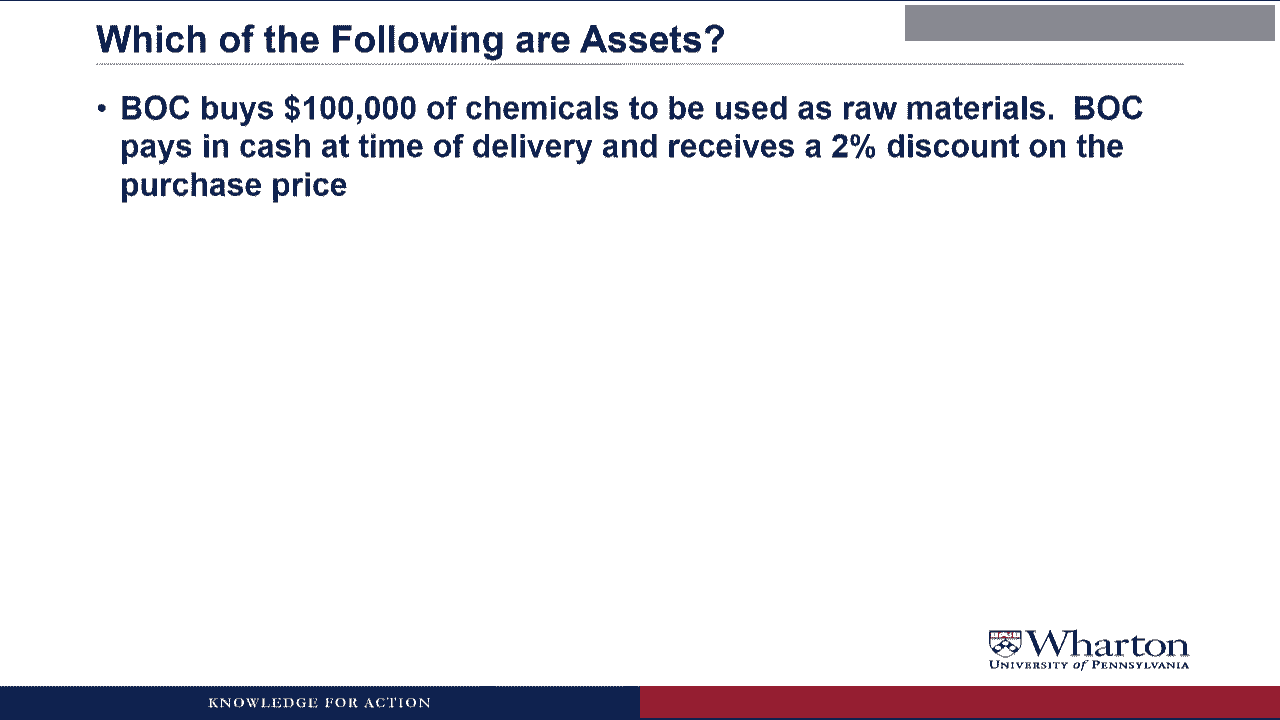 Which of the Following are Assets?
• BOC buys $100,000 of chemicals to be used as raw materials.  BOC
pays in cash at time of delivery and receives a 2% discount on the
purchase price
Wharton
UNIVERSITY of PENNSYLVANIA
KNOWLEDGE FOR ACTION